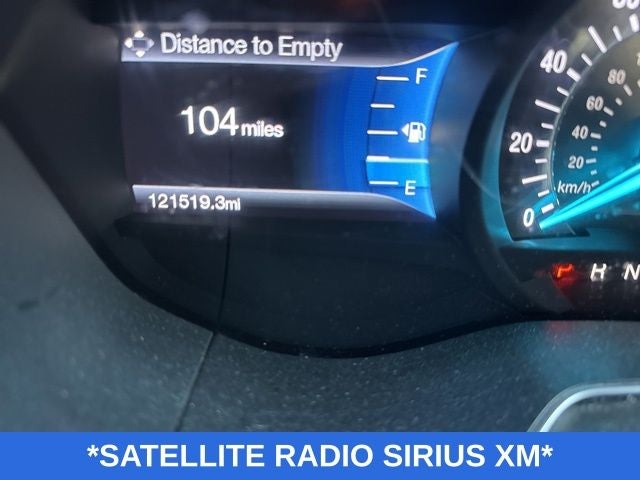 Distance to Empty
F
104 miles
E
121519.3mi
60
40
20
0
80
60
40
20
km/h
P R N
*SATELLITE RADIO SIRIUS XM*